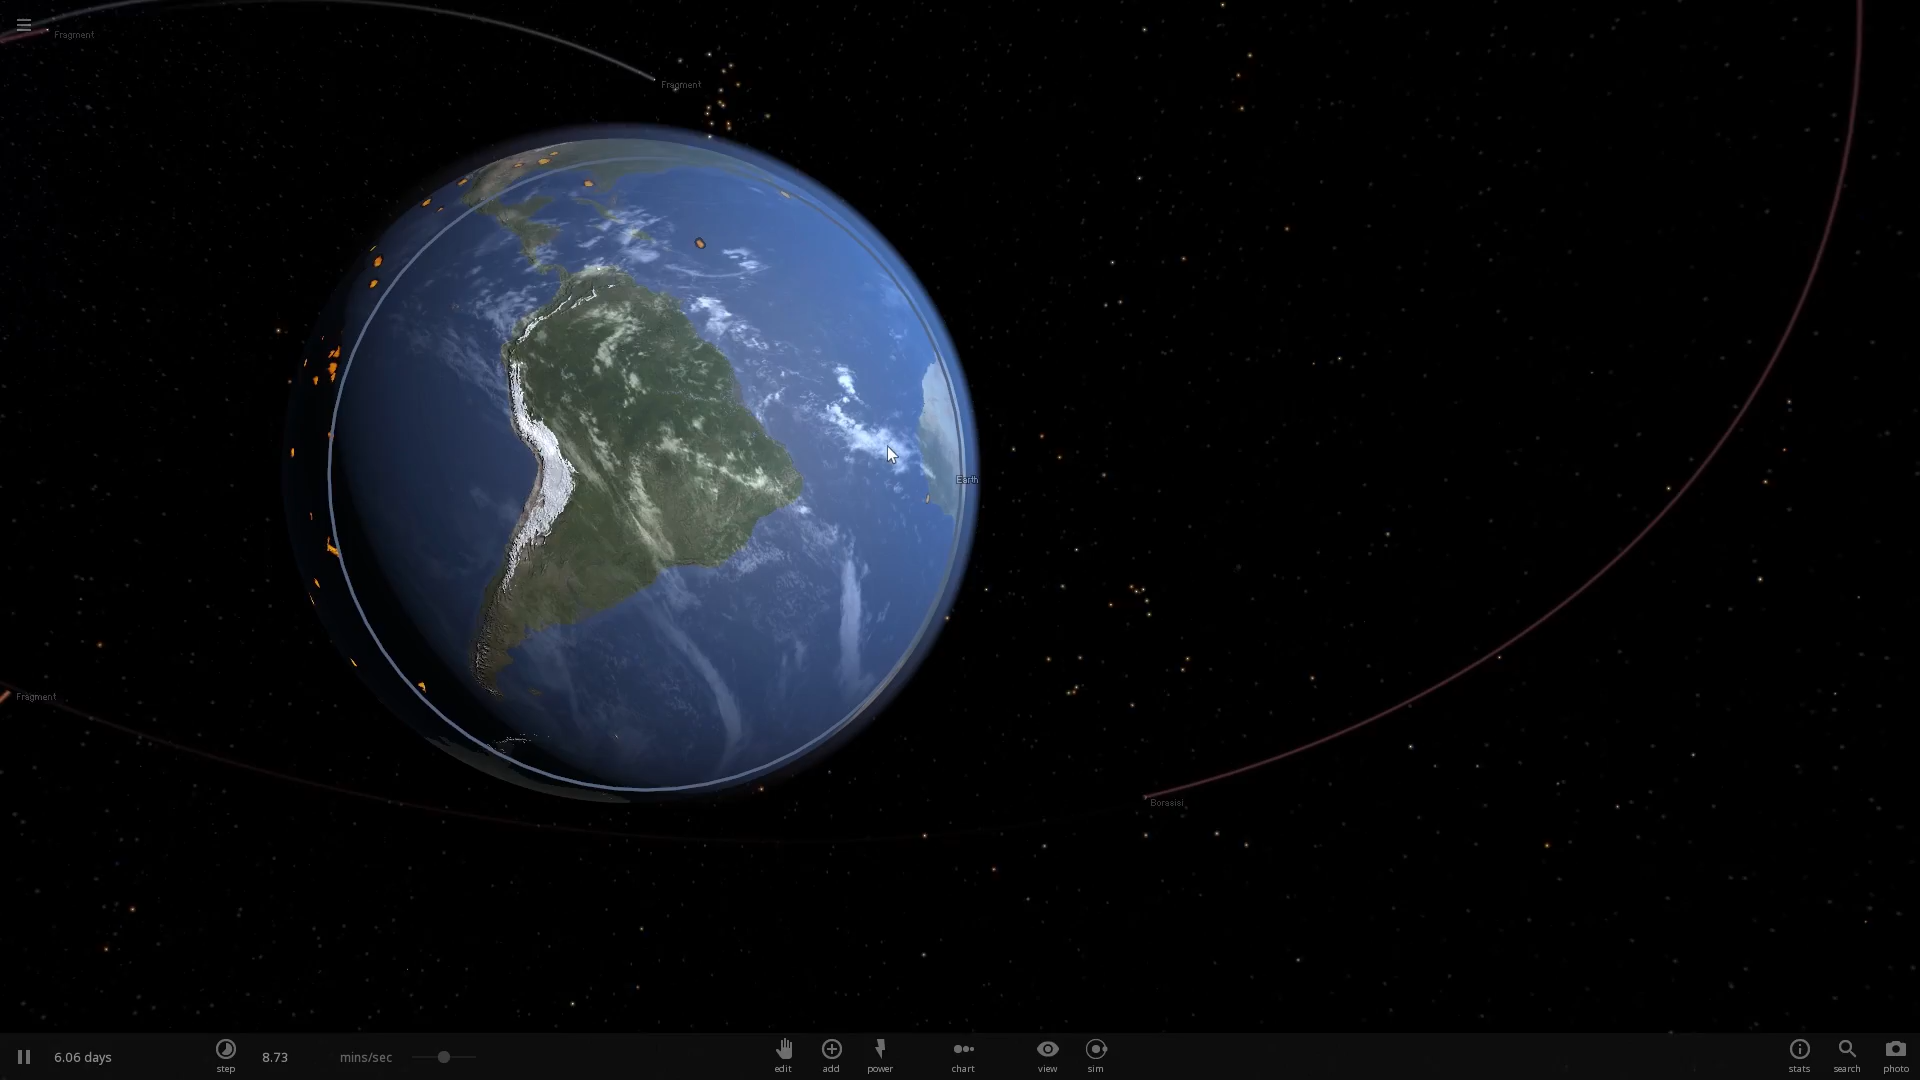 Fragment
Fragment
Earth
Fragment
Borasisi
6.06 days
step
8.73
mins/sec
edit
add
power
chart
view
sim
stats
search
photo